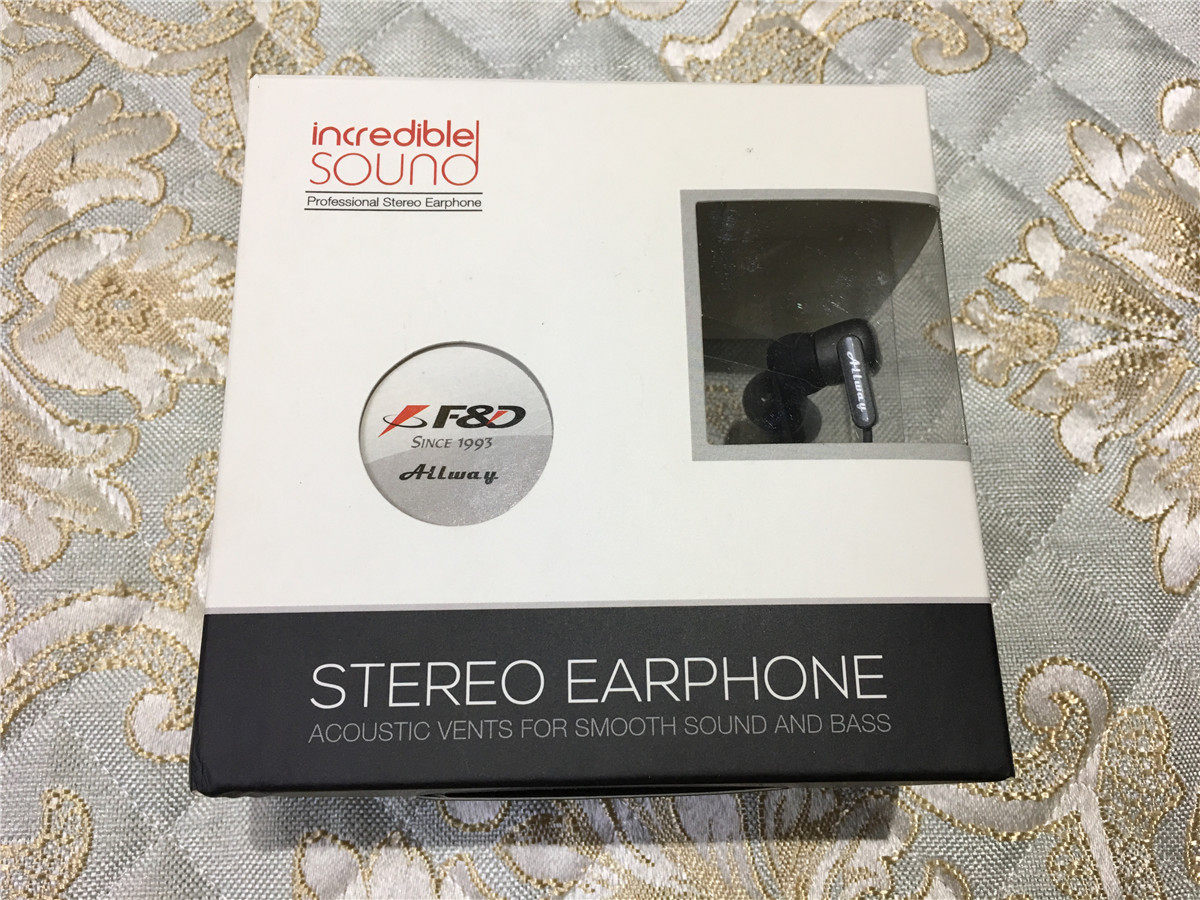 incredible
SOUND
Professional Stereo Earphone
F&D
SINCE 1993
Allway
Allway
STEREO EARPHONE
ACOUSTIC VENTS FOR SMOOTH SOUND AND BASS